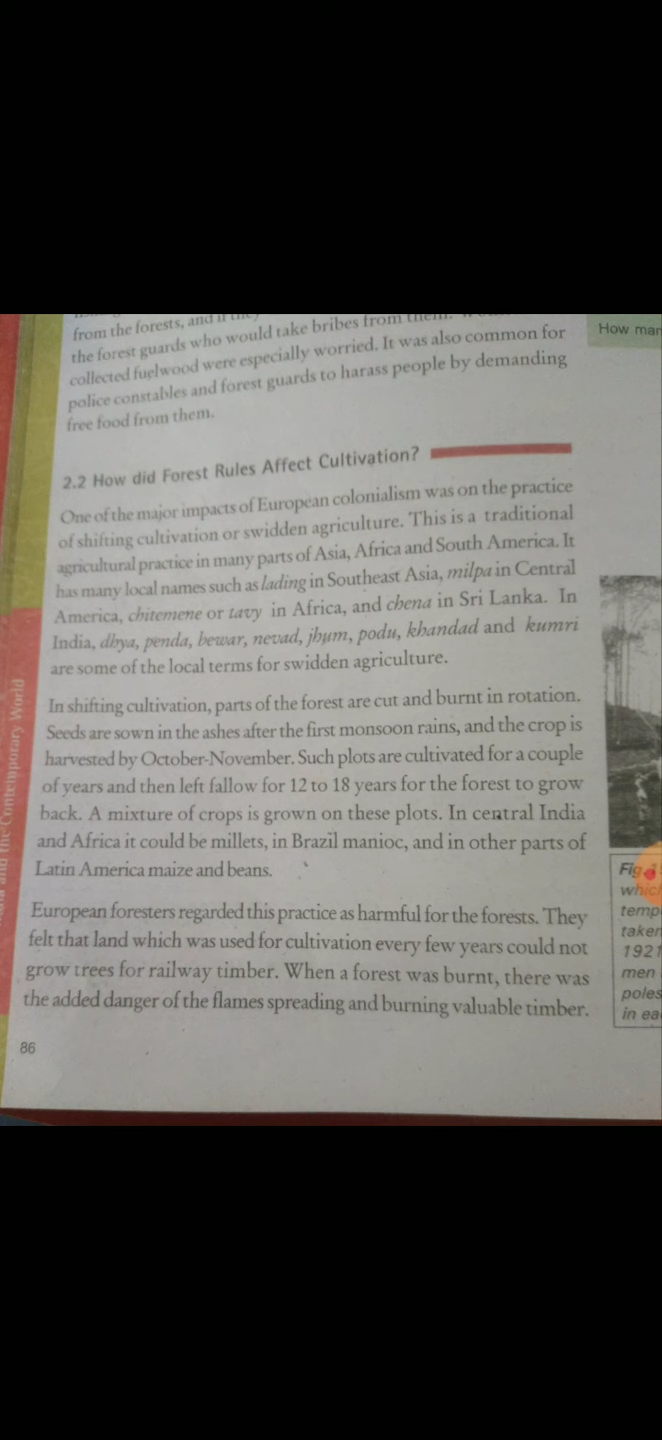 from the forests, and if they
the forest guards who would take bribes from them.
collected fuelwood were especially worried. It was also common for
police constables and forest guards to harass people by demanding
free food from them.
2.2 How did Forest Rules Affect Cultivation?
One of the major impacts of European colonialism was on the practice
of shifting cultivation or swidden agriculture. This is a traditional
agricultural practice in many parts of Asia, Africa and South America. It
has many local names such as lading in Southeast Asia, milpa in Central
America, chitemene or tavy in Africa, and chena in Sri Lanka. In
India, dhya, penda, bewar, nevad, jhum, podu, khandad and kumri
are some of the local terms for swidden agriculture.
In shifting cultivation, parts of the forest are cut and burnt in rotation.
Seeds are sown in the ashes after the first monsoon rains, and the crop is
harvested by October-November. Such plots are cultivated for a couple
of years and then left fallow for 12 to 18 years for the forest to grow
back. A mixture of crops is grown on these plots. In central India
and Africa it could be millets, in Brazil manioc, and in other parts of
Latin America maize and beans.
European foresters regarded this practice as harmful for the forests. They
felt that land which was used for cultivation every few years could not
grow trees for railway timber. When a forest was burnt, there was
the added danger of the flames spreading and burning valuable timber.
86
and the Contemporary World
How
Fig
temp
taken
1921
men
poles
in